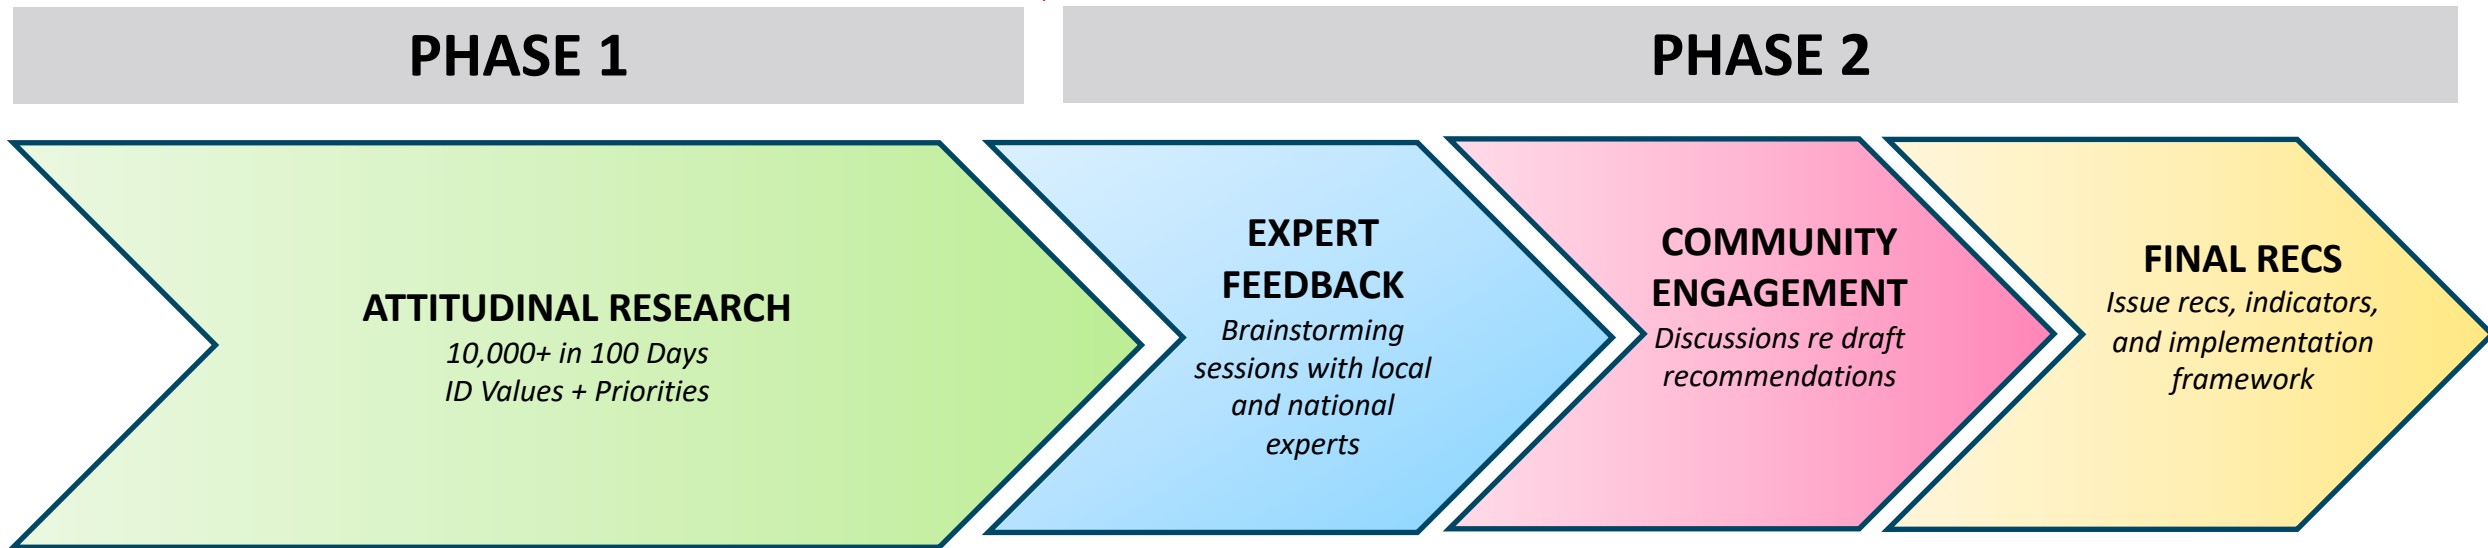 PHASE 1
PHASE 2
ATTITUDINAL RESEARCH
10,000+ in 100 Days
ID Values + Priorities
EXPERT
FEEDBACK
Brainstorming
sessions with local
and national
experts
COMMUNITY
ENGAGEMENT
Discussions re draft
recommendations
FINAL RECS
Issue recs, indicators,
and implementation
framework